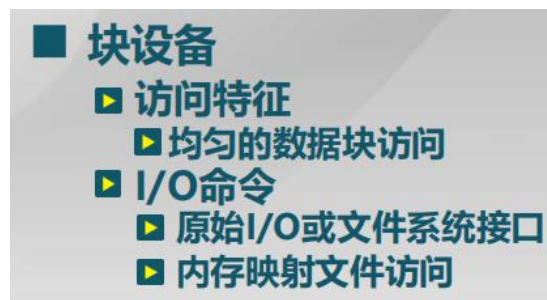 块设备
访问特征
均匀的数据块访问
I/O命令
原始I/O或文件系统接口
内存映射文件访问